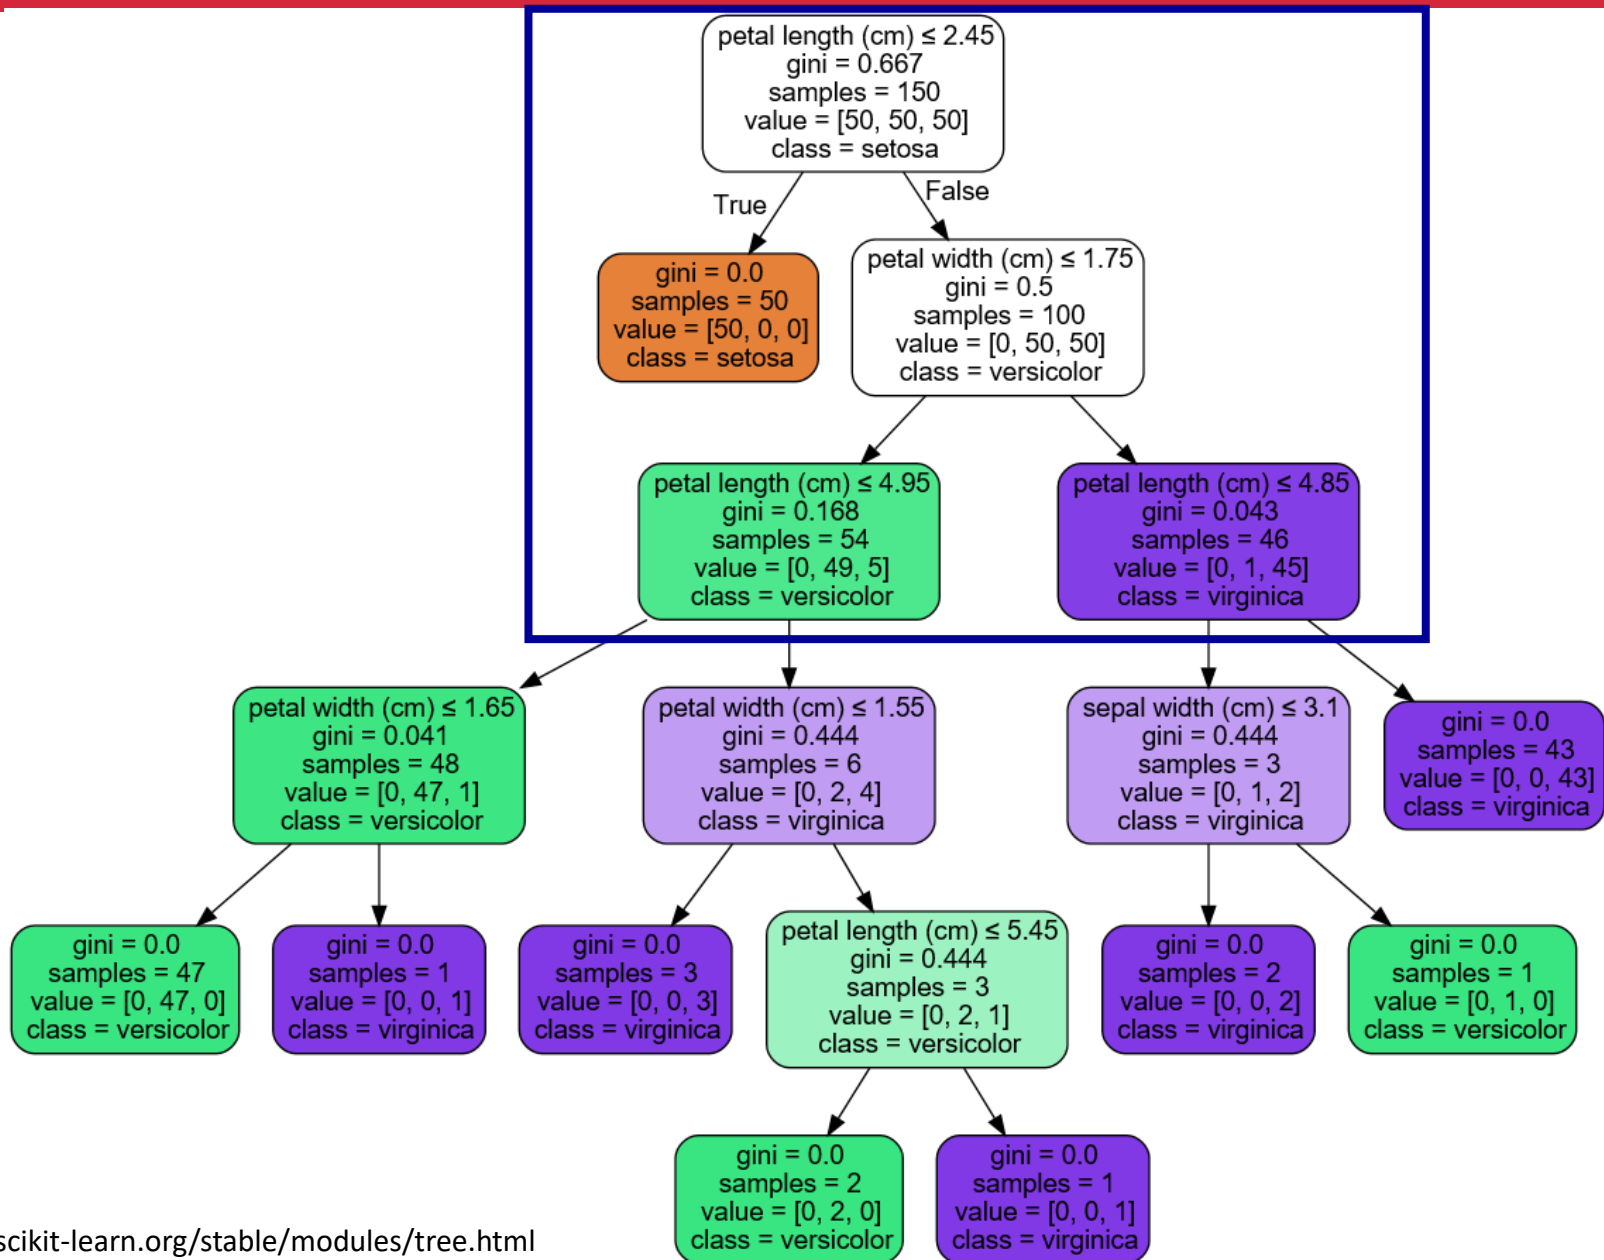 petal length (cm) ≤ 2.45
gini = 0.667
samples = 150
value = [50, 50, 50]
class = setosa
True
False
gini = 0.0
samples = 50
value = [50, 0, 0]
class = setosa
petal width (cm) ≤ 1.75
gini = 0.5
samples = 100
value = [0, 50, 50]
class = versicolor
petal length (cm) ≤ 4.95
gini = 0.168
samples = 54
value = [0, 49, 5]
class = versicolor
petal length (cm) ≤ 4.85
gini = 0.043
samples = 46
value = [0, 1, 45]
class = virginica
petal width (cm) ≤ 1.65
gini = 0.041
samples = 48
value = [0, 47, 1]
class = versicolor
petal width (cm) ≤ 1.55
gini = 0.444
samples = 6
value = [0, 2, 4]
class = virginica
sepal width (cm) ≤ 3.1
gini = 0.444
samples = 3
value = [0, 1, 2]
class = virginica
gini = 0.0
samples = 43
value = [0, 0, 43]
class = virginica
gini = 0.0
samples = 47
value = [0, 47, 0]
class = versicolor
gini = 0.0
samples = 1
value = [0, 0, 1]
class = virginica
gini = 0.0
samples = 3
value = [0, 0, 3]
class = virginica
petal length (cm) ≤ 5.45
gini = 0.444
samples = 3
value = [0, 2, 1]
class = versicolor
gini = 0.0
samples = 2
value = [0, 0, 2]
class = virginica
gini = 0.0
samples = 1
value = [0, 1, 0]
class = versicolor
gini = 0.0
samples = 2
value = [0, 2, 0]
class = versicolor
gini = 0.0
samples = 1
value = [0, 0, 1]
class = virginica
scikit-learn.org/stable/modules/tree.html